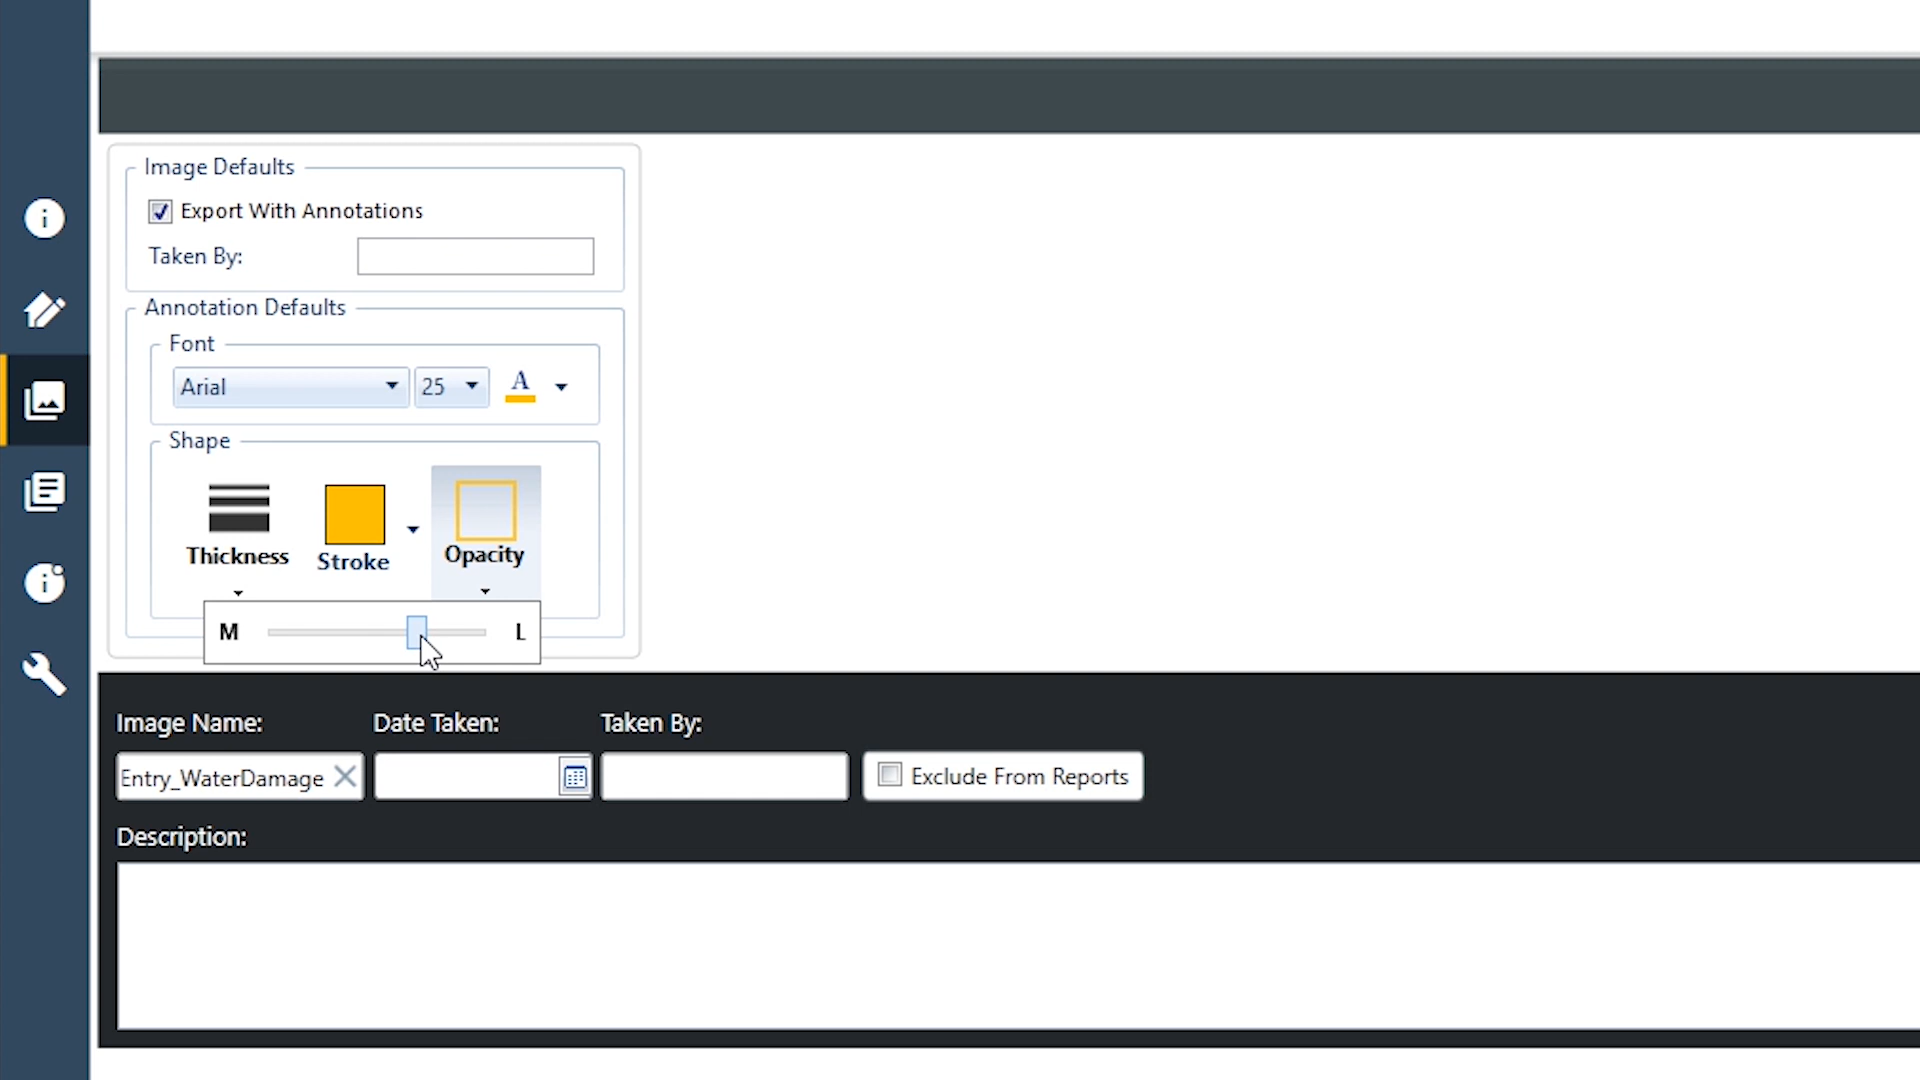 Image Defaults
Export With Annotations
Taken By:
Annotation Defaults
Font
Arial 25 A
Shape
Thickness Stroke Opacity
M L
Image Name: Date Taken: Taken By:
Entry_WaterDamage Exclude From Reports
Description: